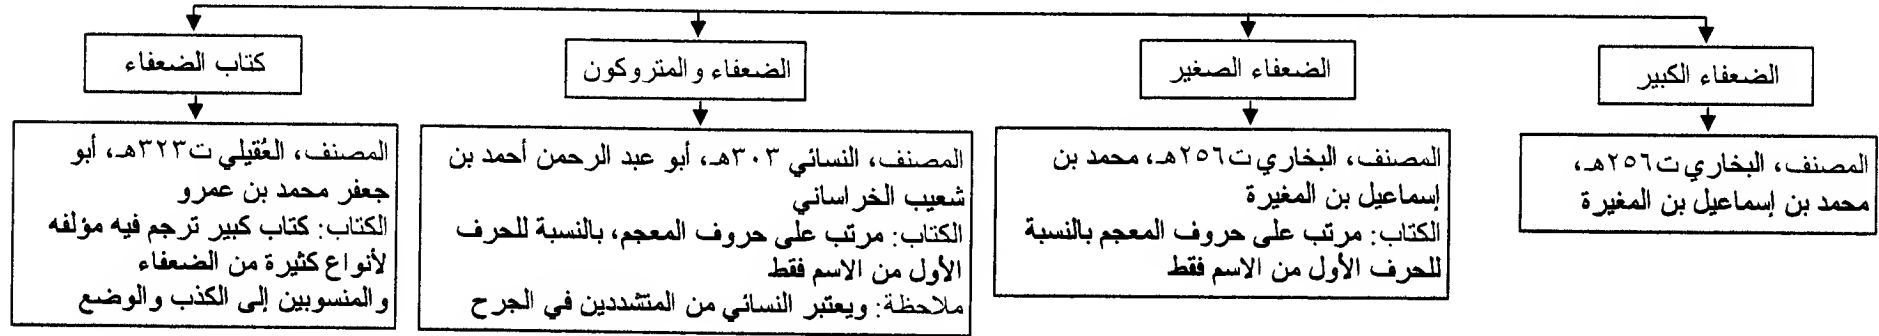 الضعفاء الكبير
المصنف، البخاري ت٢٥٦هـ،
محمد بن إسماعيل بن المغيرة
الضعفاء الصغير
المصنف، البخاري ت٢٥٦هـ، محمد بن
إسماعيل بن المغيرة
الكتاب: مرتب على حروف المعجم بالنسبة
للحرف الأول من الاسم فقط
الضعفاء والمتروكون
المصنف، النسائي ٣٠٣هـ، أبو عبد الرحمن أحمد بن
شعيب الخراساني
الكتاب: مرتب على حروف المعجم، بالنسبة للحرف
الأول من الاسم فقط
ملاحظة: ويعتبر النسائي من المتشددين في الجرح
كتاب الضعفاء
المصنف، العُقيلي ت٣٢٣هـ، أبو
جعفر محمد بن عمرو
الكتاب: كتاب كبير ترجم فيه مؤلفه
لأنواع كثيرة من الضعفاء
والمنسوبين إلى الكذب والوضع